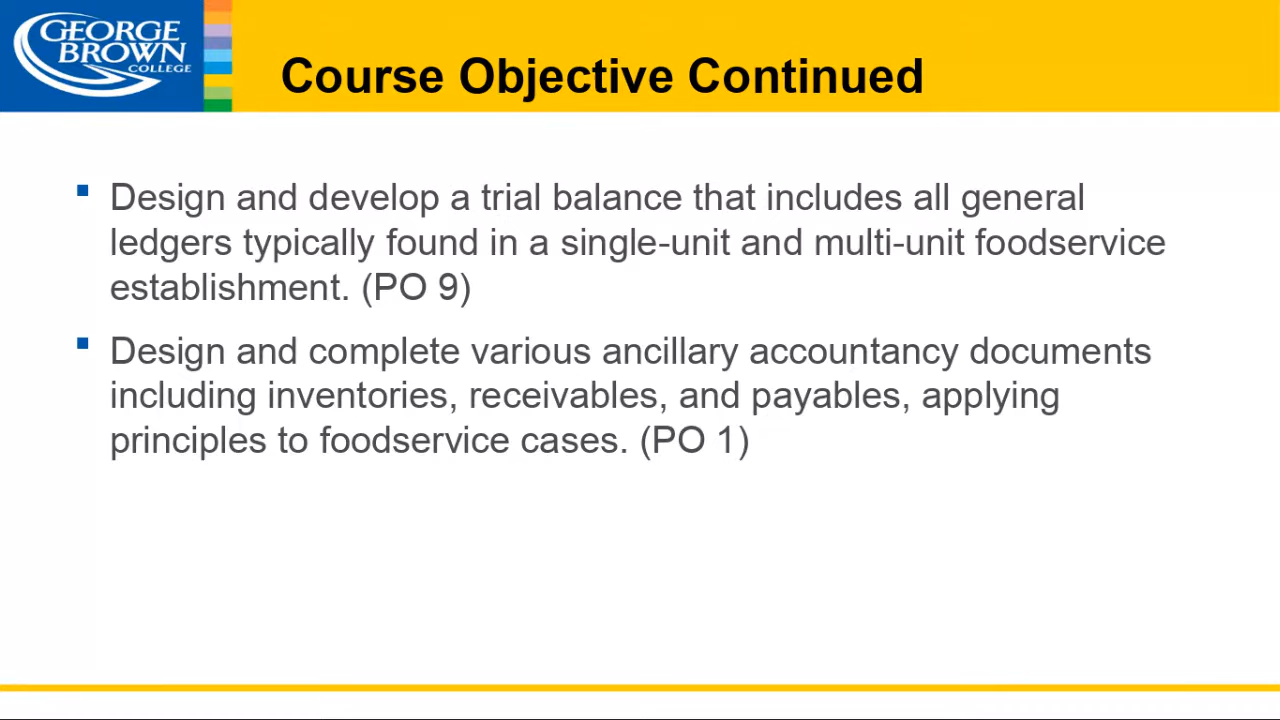 GEORGE
BROWN
COLLEGE
Course Objective Continued
Design and develop a trial balance that includes all general
ledgers typically found in a single-unit and multi-unit foodservice
establishment. (PO 9)
Design and complete various ancillary accountancy documents
including inventories, receivables, and payables, applying
principles to foodservice cases. (PO 1)